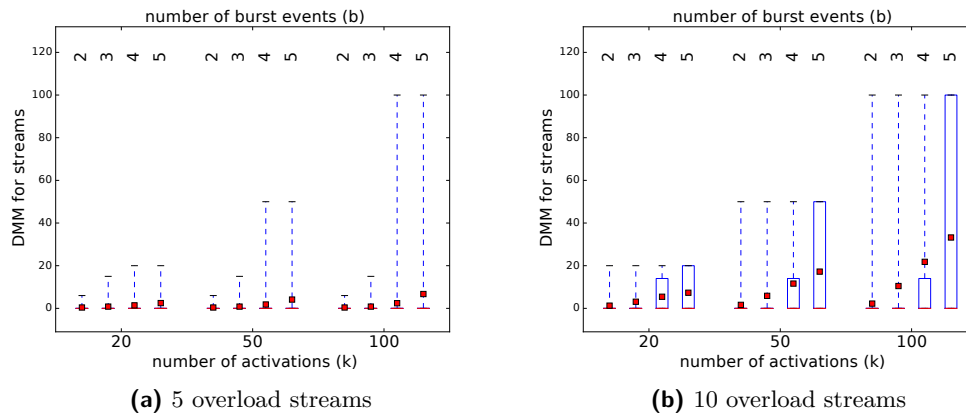 number of burst events (b)
2 3 4 5 2 3 4 5 2 3 4 5
120
100
80
60
40
20
0
DMM for streams
20 50 100
number of activations (k)
(a) 5 overload streams
number of burst events (b)
2 3 4 5 2 3 4 5 2 3 4 5
120
100
80
60
40
20
0
DMM for streams
20 50 100
number of activations (k)
(b) 10 overload streams